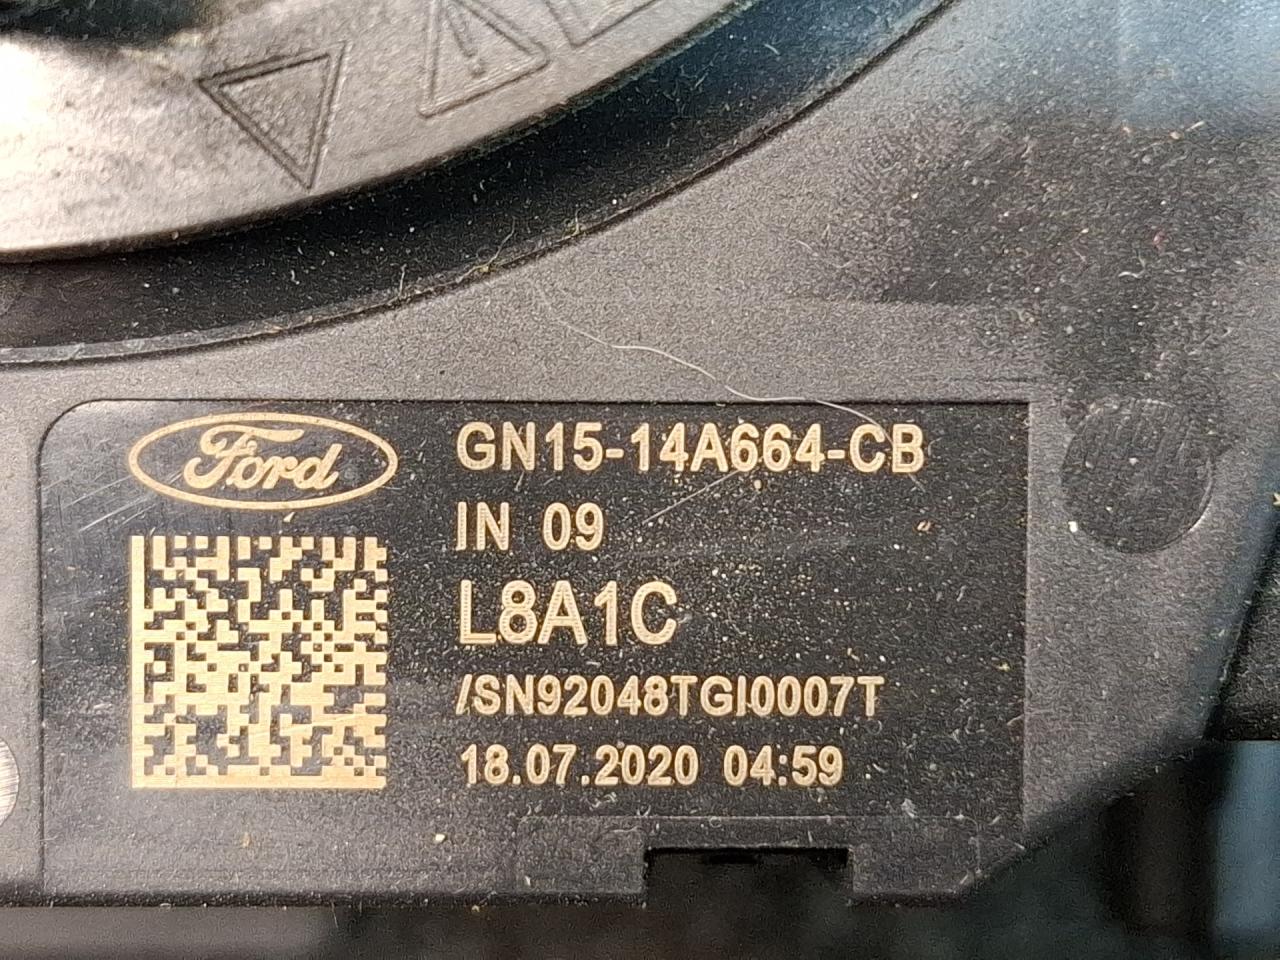 Ford
GN15-14A664-CB
IN 09
L8A1C
/SN92048TGI0007T
18.07.2020 04:59